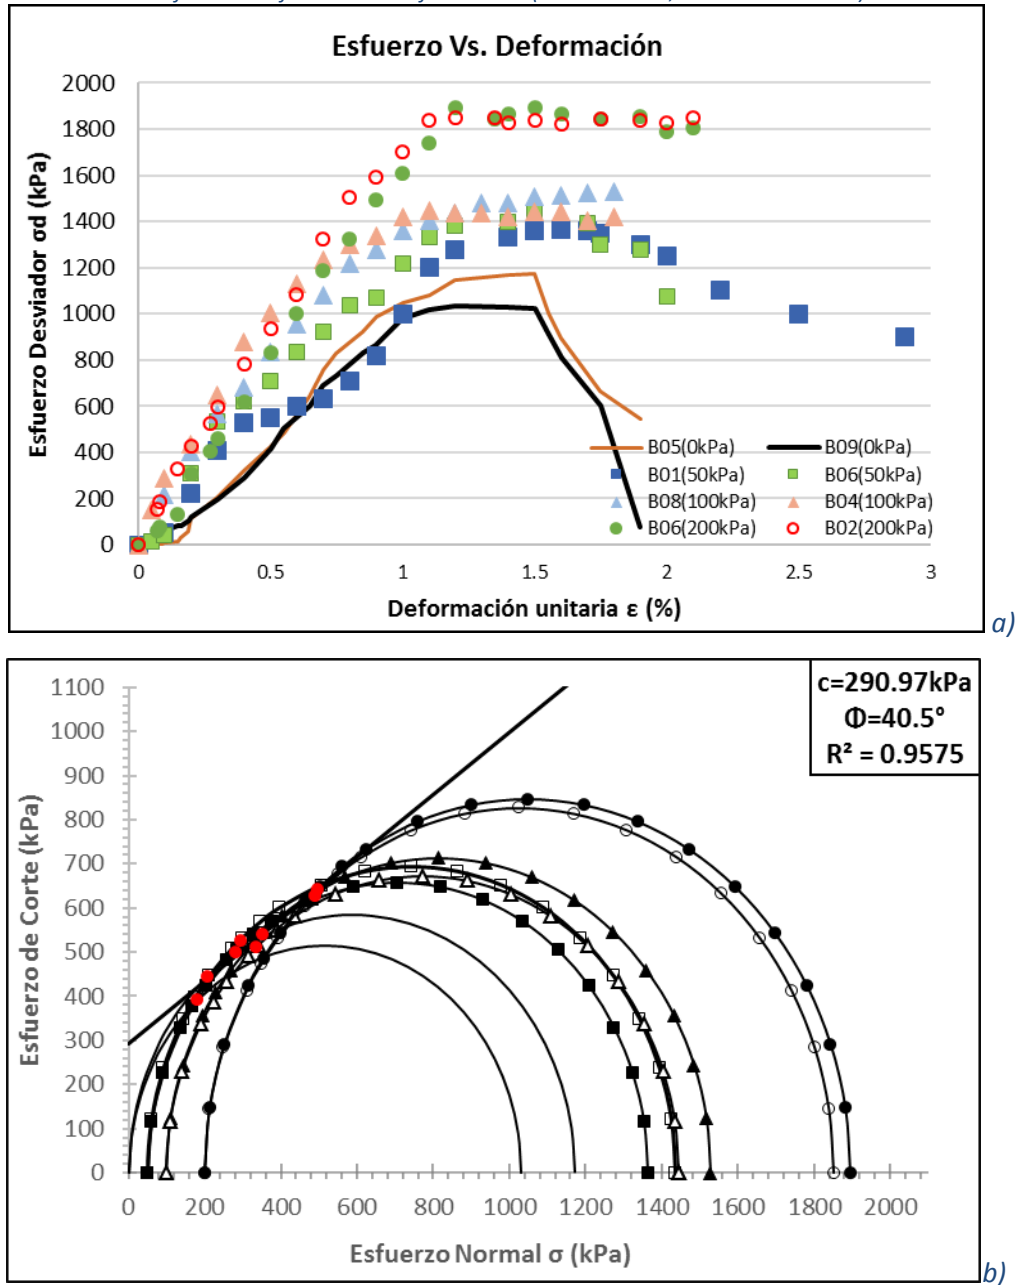 Esfuerzo Vs. Deformación
Esfuerzo Desviador σd (kPa)
2000
1800
1600
1400
1200
1000
800
600
400
200
0
0 0.5 1 1.5 2 2.5 3
B05(0kPa) B09(0kPa)
B01(50kPa) B06(50kPa)
B08(100kPa) B04(100kPa)
B06(200kPa) B02(200kPa)
Deformación unitaria ε (%)
a)
c=290.97kPa
Φ=40.5°
R² = 0.9575
Esfuerzo de Corte (kPa)
1100
1000
900
800
700
600
500
400
300
200
100
0
0 200 400 600 800 1000 1200 1400 1600 1800 2000
Esfuerzo Normal σ (kPa)
b)